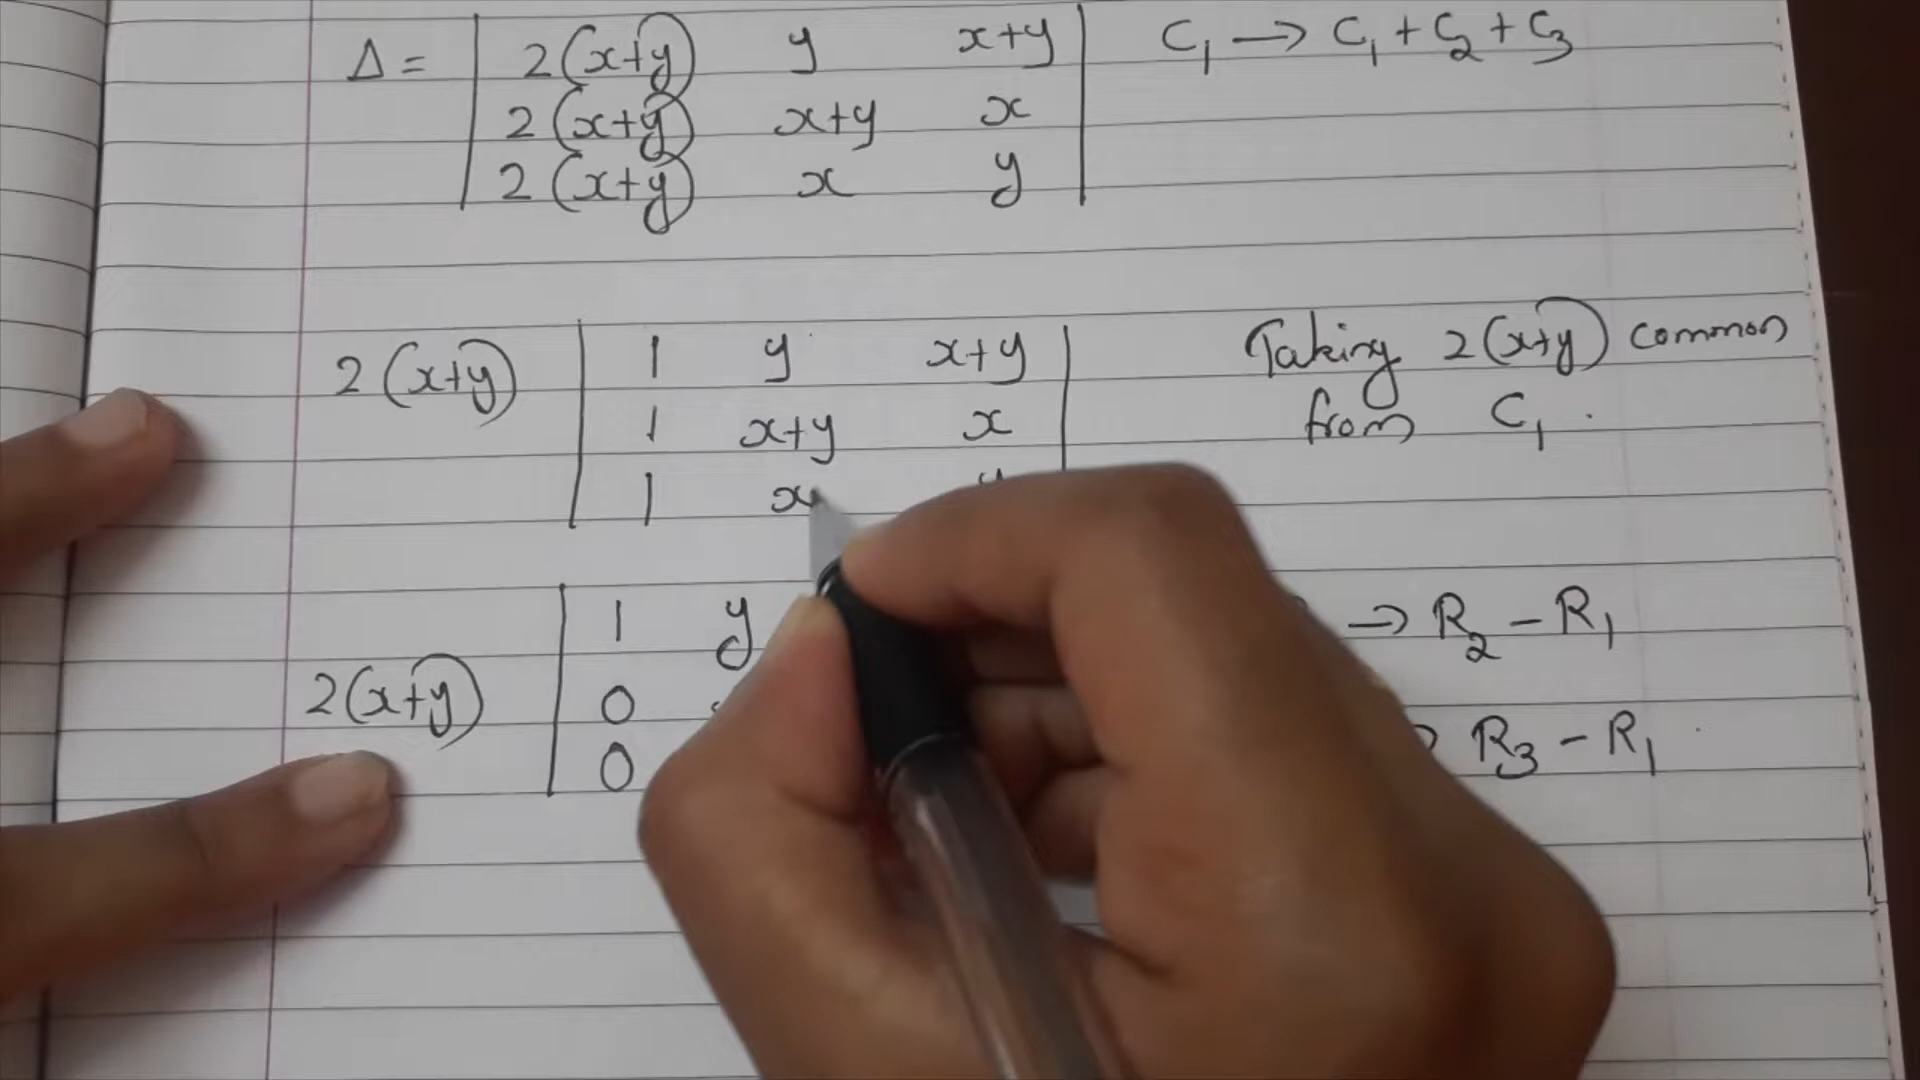 Δ = | 2(x+y) y x+y | C₁ → C₁ + C₂ + C₃
| 2(x+y) x+y x |
| 2(x+y) x y |
2(x+y) | 1 y x+y | Taking 2(x+y) common
| 1 x+y x | from C₁.
| 1 x
2(x+y) | 1 y → R₂ - R₁
| 0
| 0 R₃ - R₁